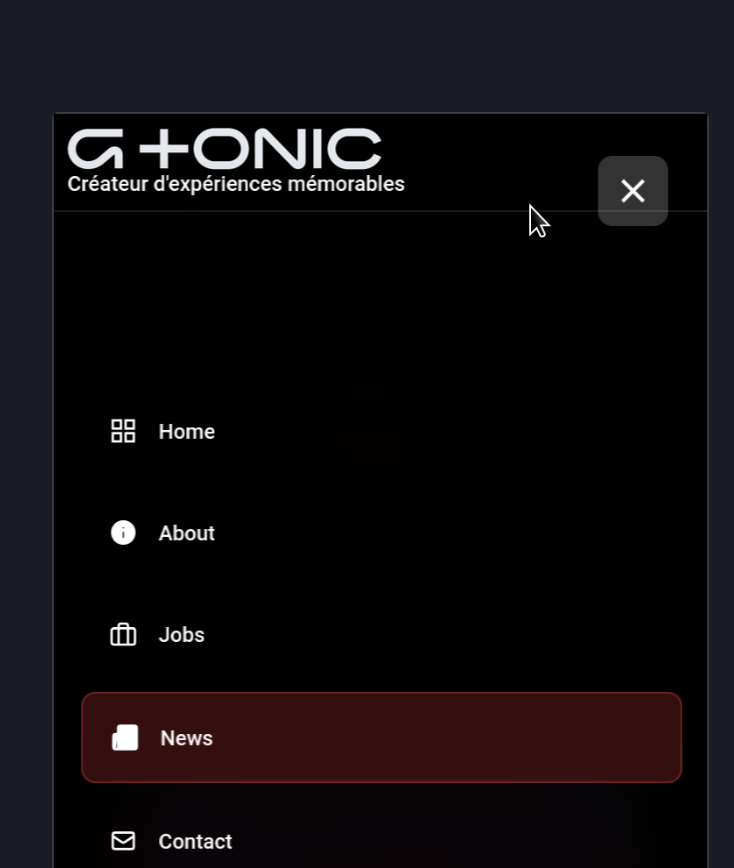 G+ONIC
Créateur d'expériences mémorables
Home
About
Jobs
News
Contact